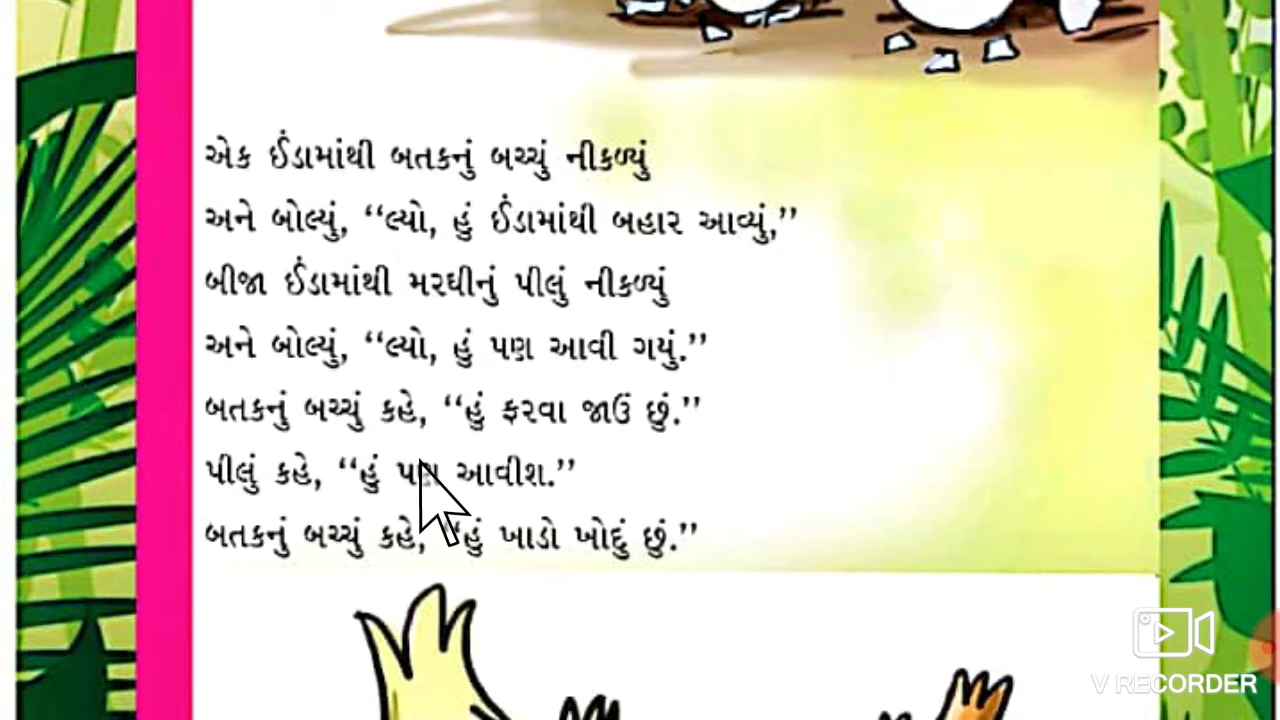 એક ઈંડામાંથી બતકનું બચ્ચું નીકળ્યું
અને બોલ્યું, ‘‘લ્યો, હું ઈંડામાંથી બહાર આવ્યું,’’
બીજા ઈંડામાંથી મરઘીનું પીલું નીકળ્યું
અને બોલ્યું, ‘‘લ્યો, હું પણ આવી ગયું.’’
બતકનું બચ્ચું કહે, ‘‘હું ફરવા જાઉં છું.’’
પીલું કહે, ‘‘હું પણ આવીશ.’’
બતકનું બચ્ચું કહે, ‘‘હું ખાડો ખોદું છું.’’
V RECORDER